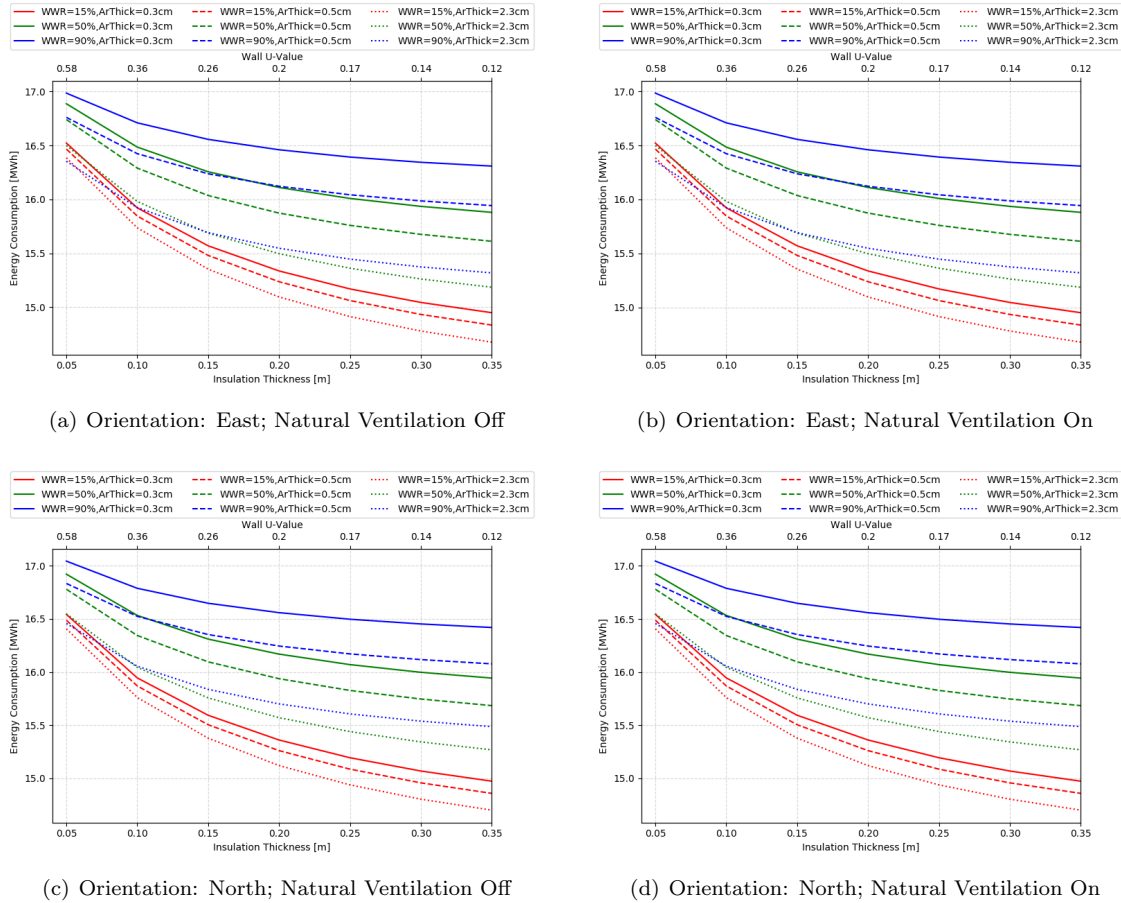 WWR=15%,ArThick=0.3cm WWR=15%,ArThick=0.5cm WWR=15%,ArThick=2.3cm
WWR=50%,ArThick=0.3cm WWR=50%,ArThick=0.5cm WWR=50%,ArThick=2.3cm
WWR=90%,ArThick=0.3cm WWR=90%,ArThick=0.5cm WWR=90%,ArThick=2.3cm
Wall U-Value
0.58 0.36 0.26 0.2 0.17 0.14 0.12
17.0
16.5
16.0
15.5
15.0
Energy Consumption [MWh]
0.05 0.10 0.15 0.20 0.25 0.30 0.35
Insulation Thickness [m]
(a) Orientation: East; Natural Ventilation Off
WWR=15%,ArThick=0.3cm WWR=15%,ArThick=0.5cm WWR=15%,ArThick=2.3cm
WWR=50%,ArThick=0.3cm WWR=50%,ArThick=0.5cm WWR=50%,ArThick=2.3cm
WWR=90%,ArThick=0.3cm WWR=90%,ArThick=0.5cm WWR=90%,ArThick=2.3cm
Wall U-Value
0.58 0.36 0.26 0.2 0.17 0.14 0.12
17.0
16.5
16.0
15.5
15.0
Energy Consumption [MWh]
0.05 0.10 0.15 0.20 0.25 0.30 0.35
Insulation Thickness [m]
(b) Orientation: East; Natural Ventilation On
WWR=15%,ArThick=0.3cm WWR=15%,ArThick=0.5cm WWR=15%,ArThick=2.3cm
WWR=50%,ArThick=0.3cm WWR=50%,ArThick=0.5cm WWR=50%,ArThick=2.3cm
WWR=90%,ArThick=0.3cm WWR=90%,ArThick=0.5cm WWR=90%,ArThick=2.3cm
Wall U-Value
0.58 0.36 0.26 0.2 0.17 0.14 0.12
17.0
16.5
16.0
15.5
15.0
Energy Consumption [MWh]
0.05 0.10 0.15 0.20 0.25 0.30 0.35
Insulation Thickness [m]
(c) Orientation: North; Natural Ventilation Off
WWR=15%,ArThick=0.3cm WWR=15%,ArThick=0.5cm WWR=15%,ArThick=2.3cm
WWR=50%,ArThick=0.3cm WWR=50%,ArThick=0.5cm WWR=50%,ArThick=2.3cm
WWR=90%,ArThick=0.3cm WWR=90%,ArThick=0.5cm WWR=90%,ArThick=2.3cm
Wall U-Value
0.58 0.36 0.26 0.2 0.17 0.14 0.12
17.0
16.5
16.0
15.5
15.0
Energy Consumption [MWh]
0.05 0.10 0.15 0.20 0.25 0.30 0.35
Insulation Thickness [m]
(d) Orientation: North; Natural Ventilation On